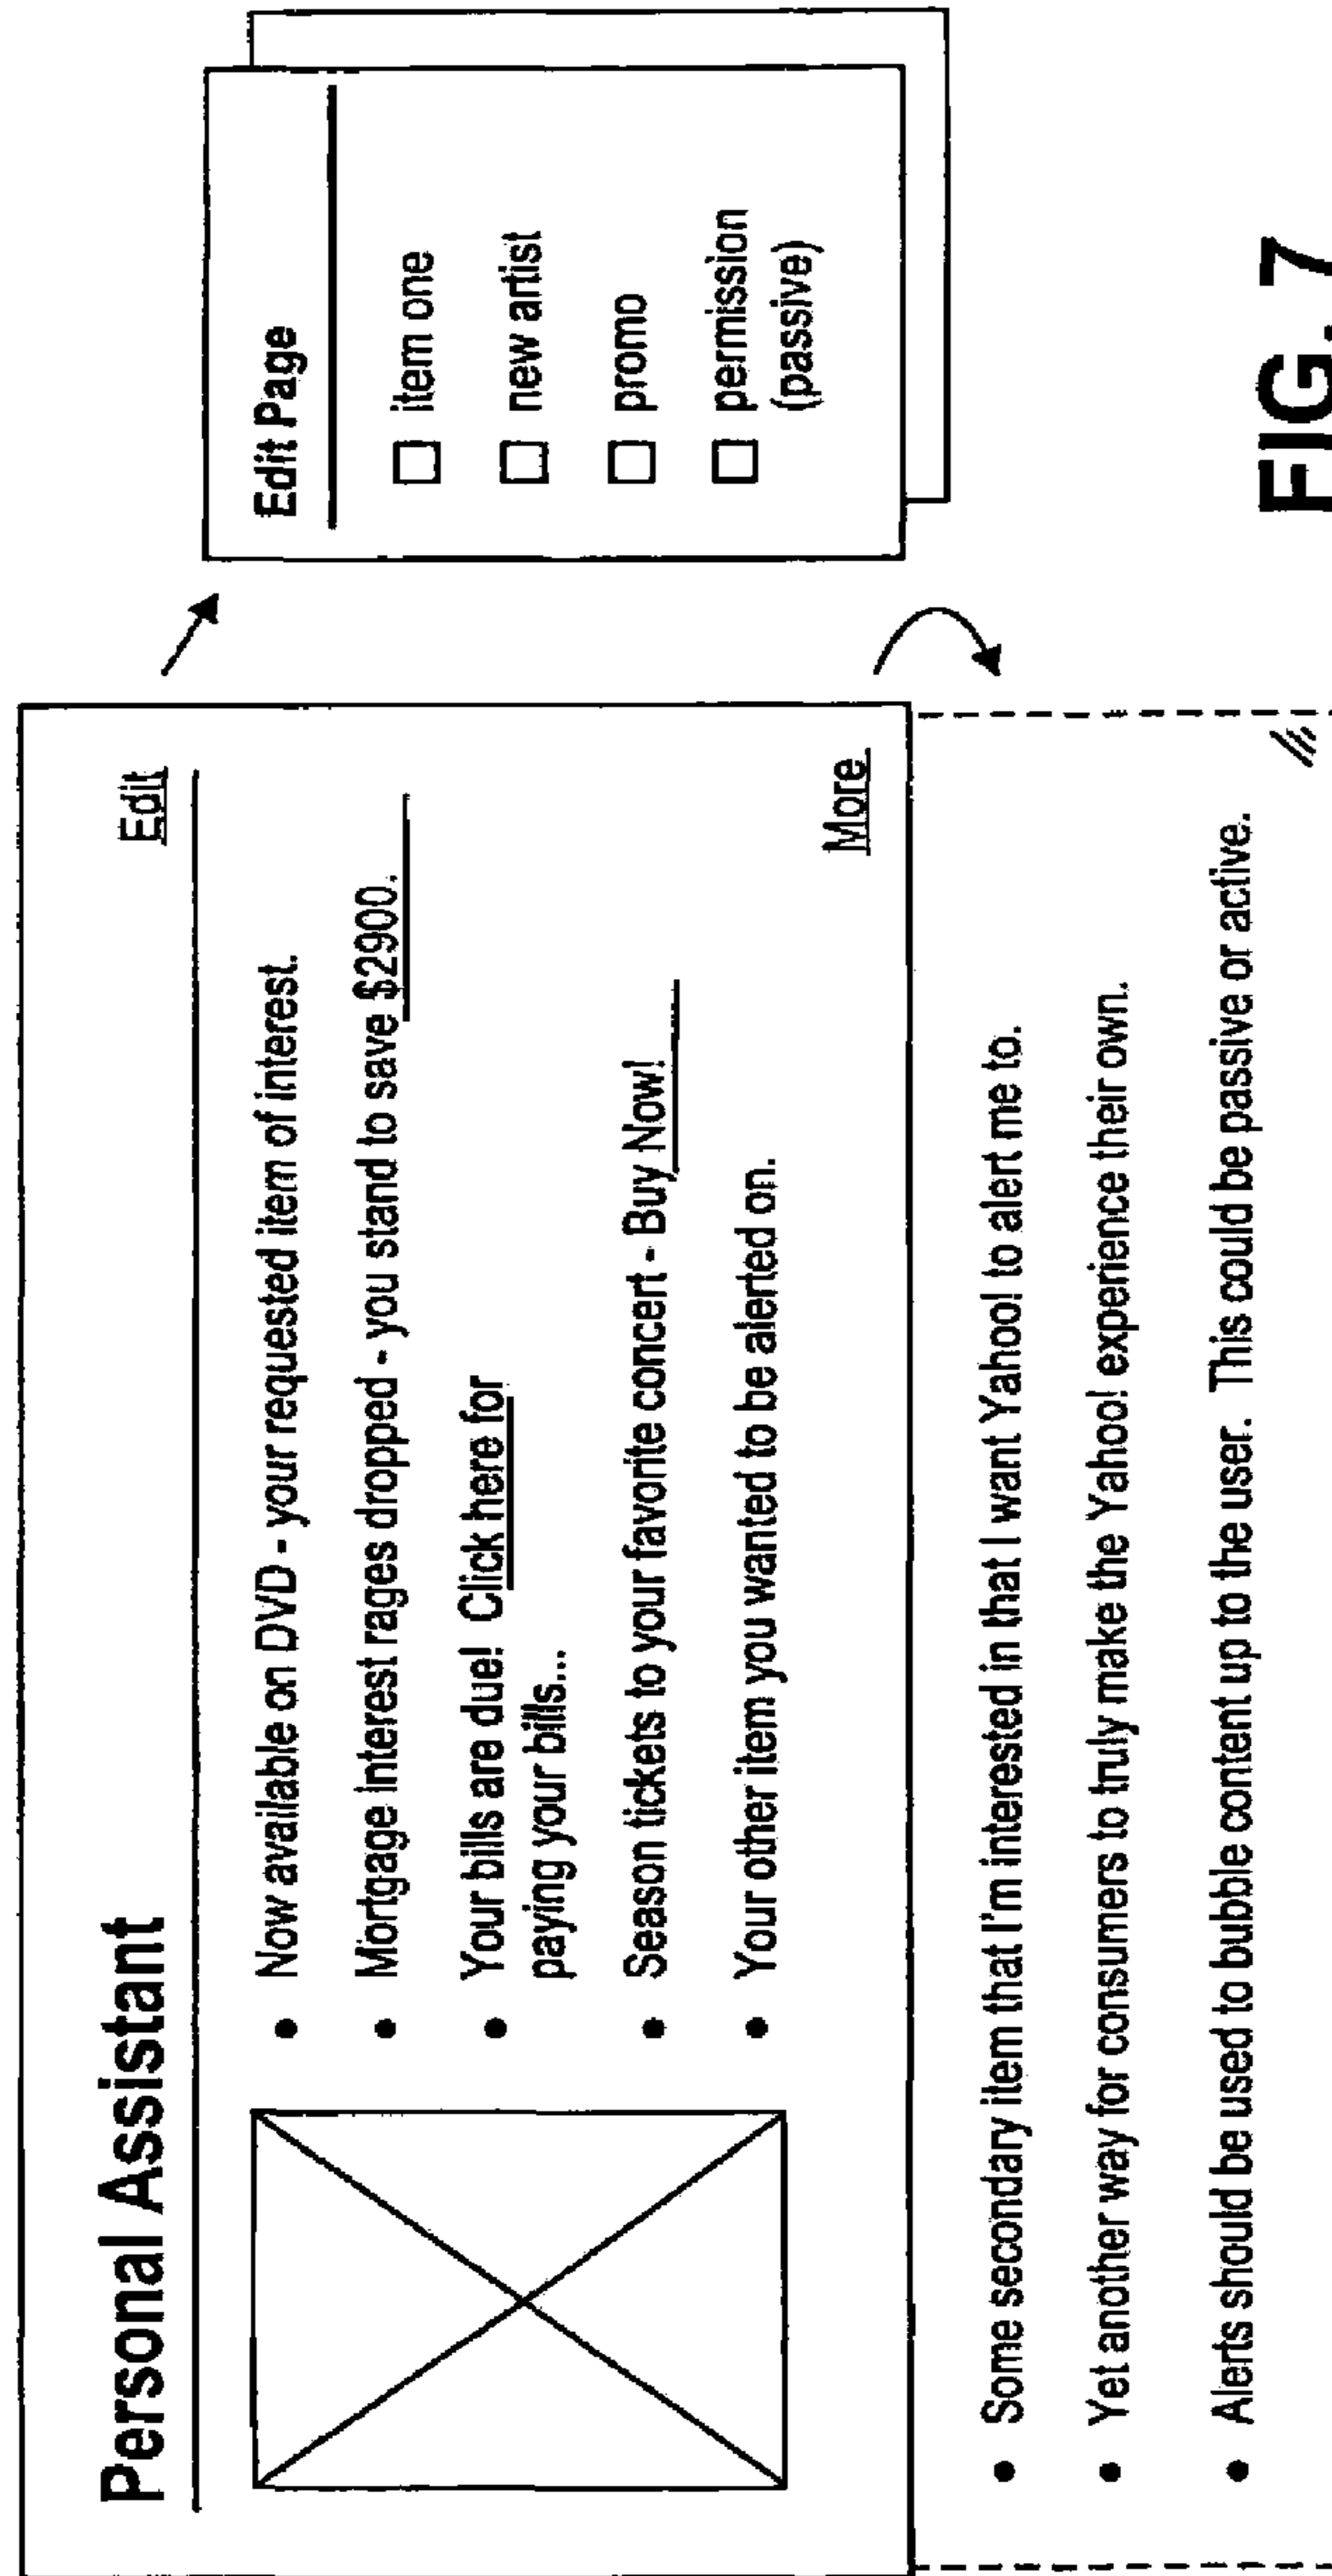 Personal Assistant
Edit
• Now available on DVD - your requested item of interest.
• Mortgage interest rages dropped - you stand to save $2900.
• Your bills are due! Click here for
paying your bills...
• Season tickets to your favorite concert - Buy Now!
• Your other item you wanted to be alerted on.
More
• Some secondary item that I'm interested in that I want Yahoo! to alert me to.
• Yet another way for consumers to truly make the Yahoo! experience their own.
• Alerts should be used to bubble content up to the user. This could be passive or active.
Edit Page
item one
new artist
promo
permission
(passive)
FIG. 7